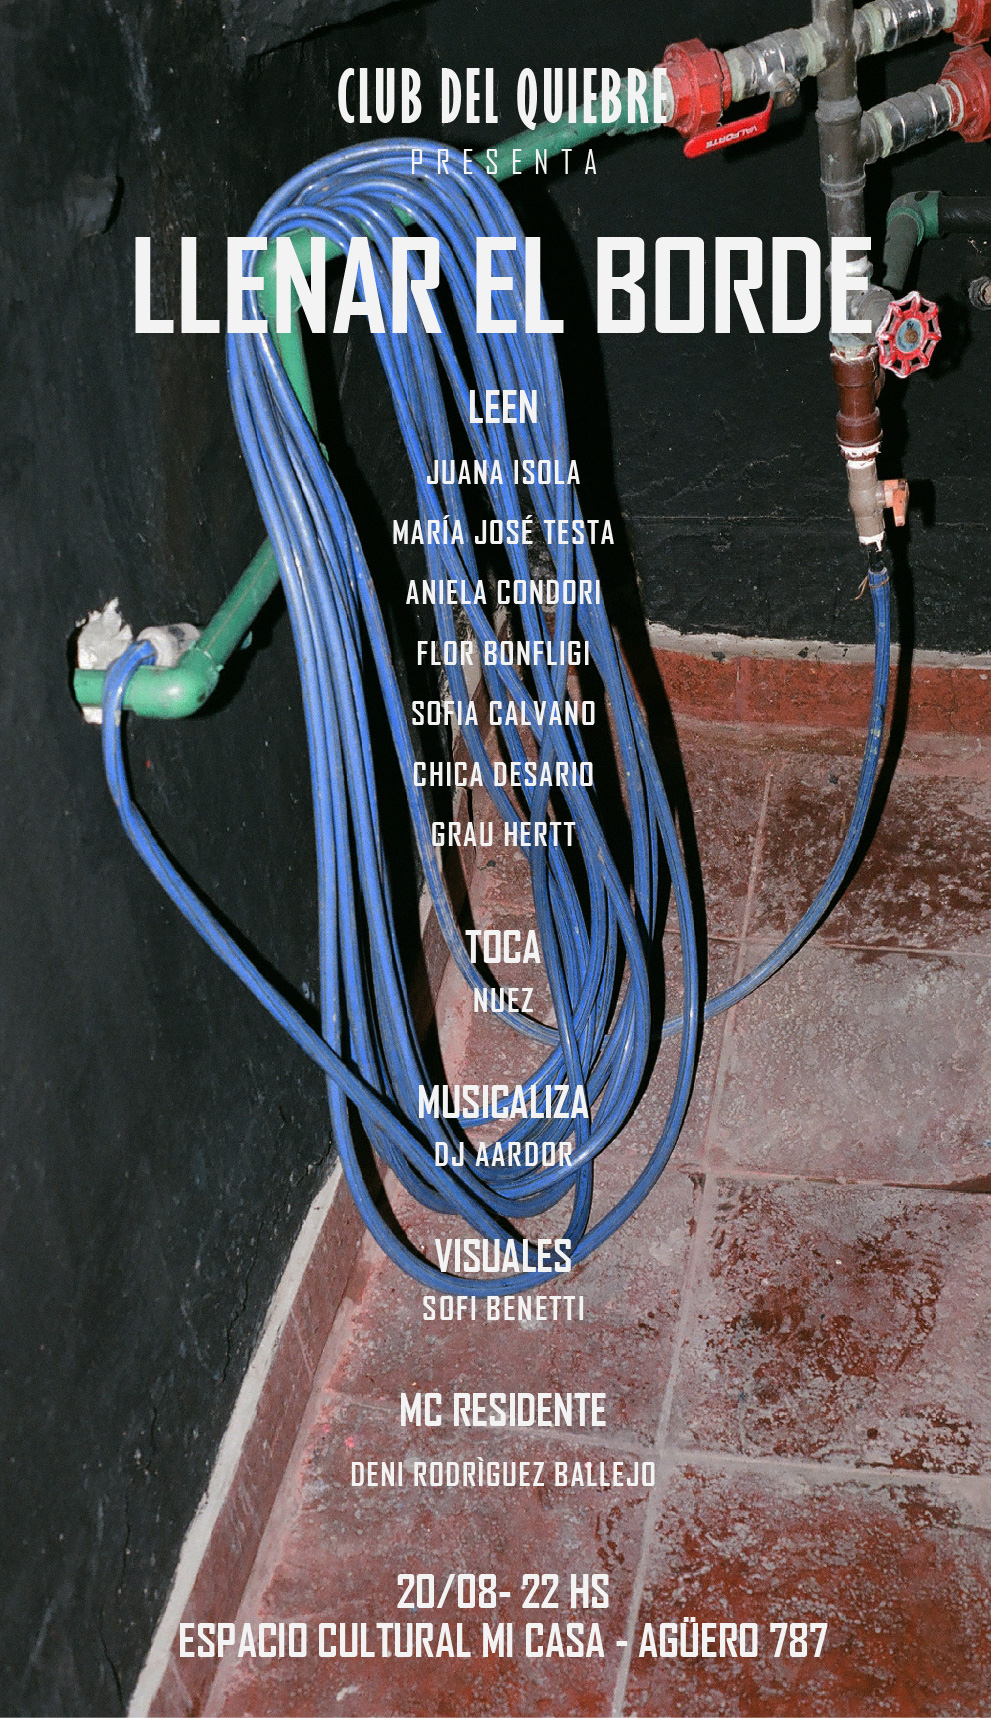 CLUB DEL QUIEBRE
PRESENTA
VALFORTE
LLENAR EL BORDE
LEEN
JUANA ISOLA
MARÍA JOSÉ TESTA
ANIELA CONDORI
FLOR BONFLIGI
SOFIA CALVANO
CHICA DESARIO
GRAU HERTT
TOCA
NUEZ
MUSICALIZA
DJ AARDOR
VISUALES
SOFI BENETTI
MC RESIDENTE
DENI RODRÌGUEZ BALLEJO
20/08- 22 HS
ESPACIO CULTURAL MI CASA - AGÜERO 787